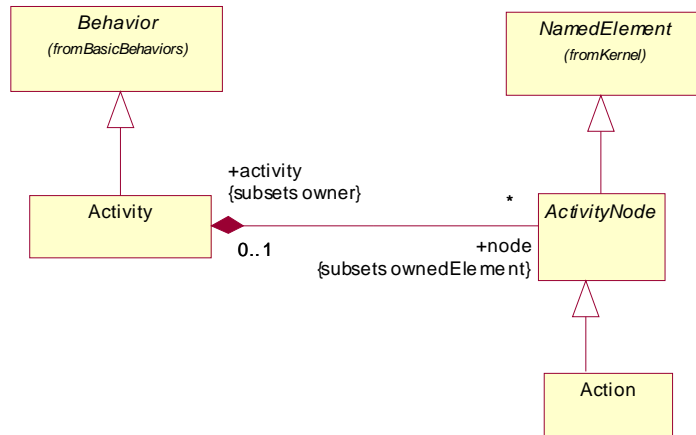 Behavior
(fromBasicBehaviors)
NamedElement
(fromKernel)
+activity
{subsets owner}
Activity
0..1
*
ActivityNode
+node
{subsets ownedElement}
Action